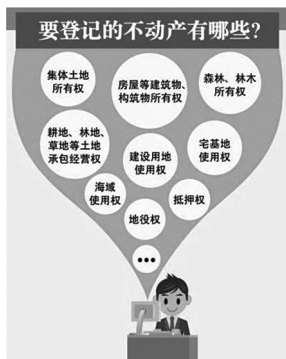 要登记的不动产有哪些?
集体土地
所有权
房屋等建筑物、
构筑物所有权
森林、林木
所有权
耕地、林地、
草地等土地
承包经营权
建设用地
使用权
宅基地
使用权
海域
使用权
地役权
抵押权
•••